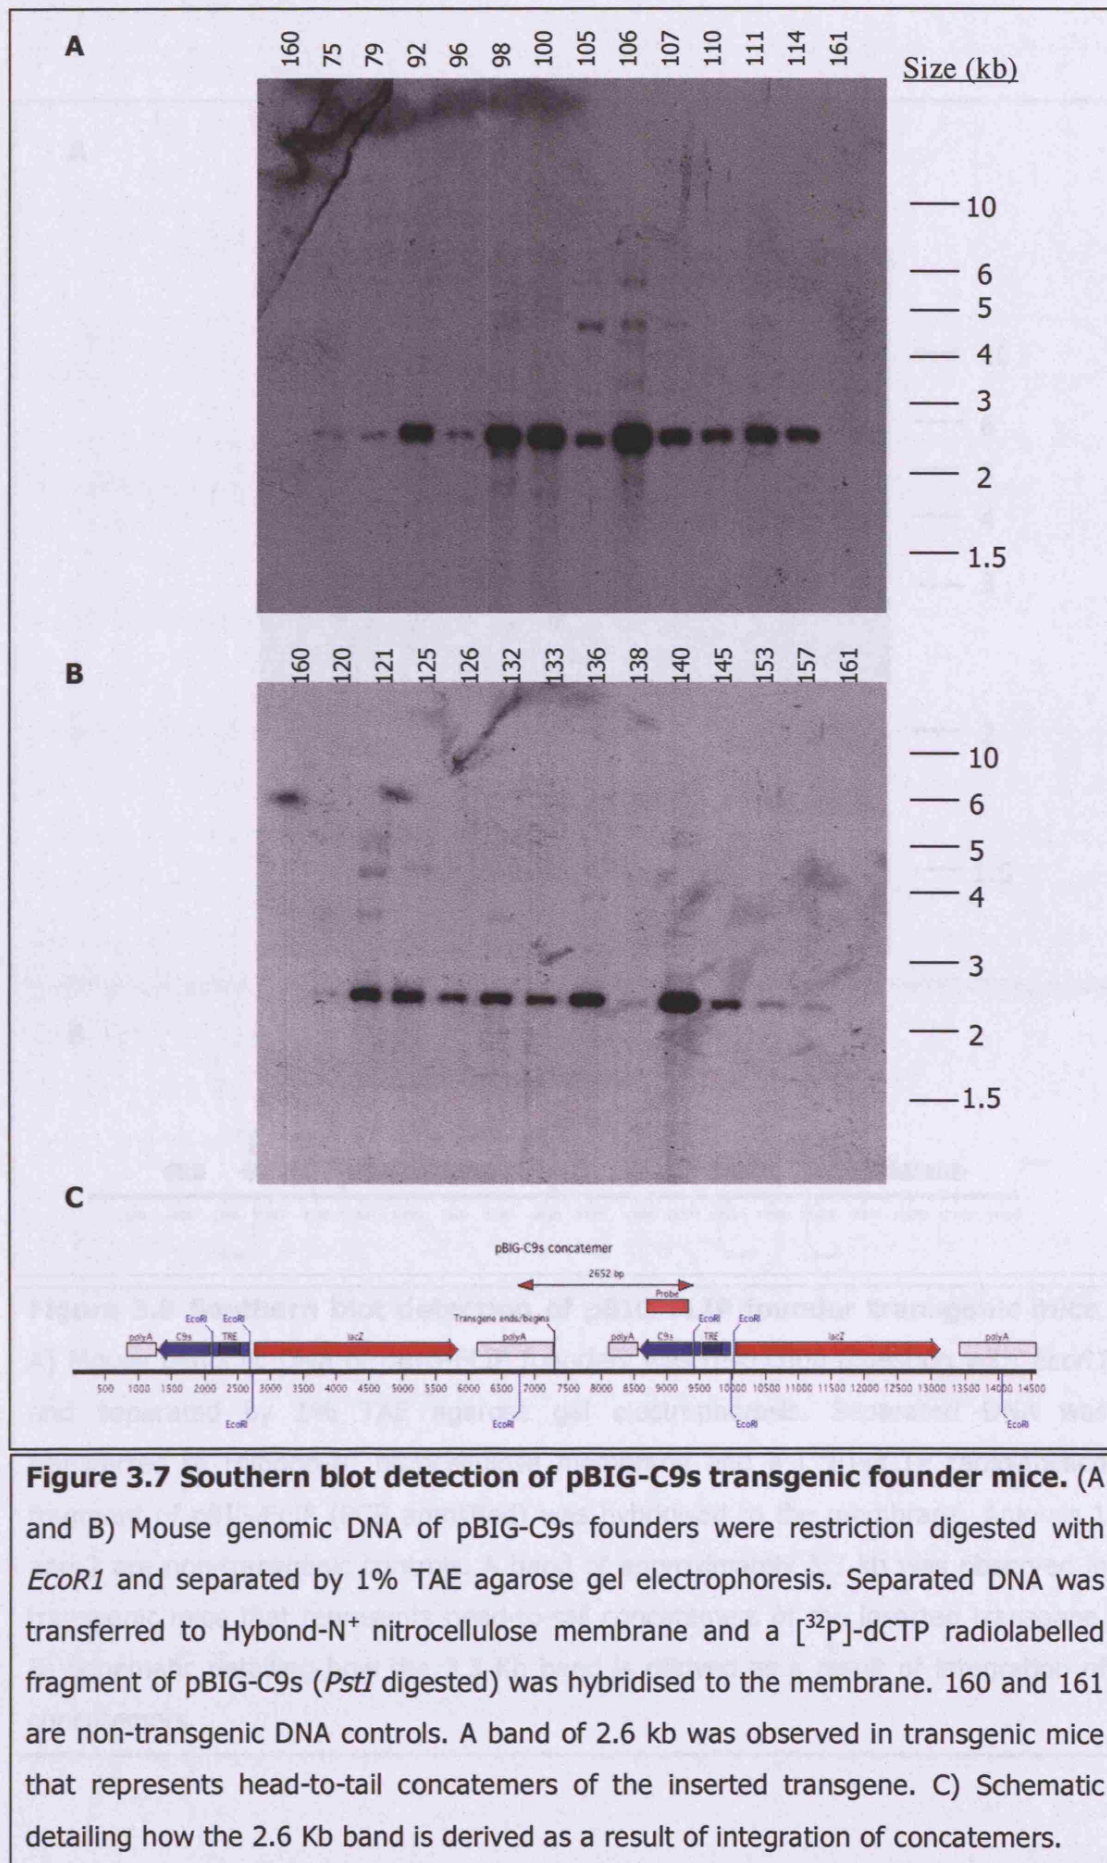 A
160 75 79 92 96 98 100 105 106 107 110 111 114 161
Size (kb)
10
6
5
4
3
2
1.5
B
160 120 121 125 126 132 133 136 138 140 145 153 157 161
10
6
5
4
3
2
1.5
C
pBIG-C9s concatemer
2652 bp
Probe
Transgene ends/begins
EcoRI EcoRI EcoRI EcoRI
polyA C9s TRE lacZ polyA polyA C9s TRE lacZ polyA
500 1000 1500 2000 2500 3000 3500 4000 4500 5000 5500 6000 6500 7000 7500 8000 8500 9000 9500 10000 10500 11000 11500 12000 12500 13000 13500 14000 14500
EcoRI EcoRI EcoRI EcoRI
Figure 3.7 Southern blot detection of pBIG-C9s transgenic founder mice. (A
and B) Mouse genomic DNA of pBIG-C9s founders were restriction digested with
EcoR1 and separated by 1% TAE agarose gel electrophoresis. Separated DNA was
transferred to Hybond-N⁺ nitrocellulose membrane and a [³²P]-dCTP radiolabelled
fragment of pBIG-C9s (PstI digested) was hybridised to the membrane. 160 and 161
are non-transgenic DNA controls. A band of 2.6 kb was observed in transgenic mice
that represents head-to-tail concatemers of the inserted transgene. C) Schematic
detailing how the 2.6 Kb band is derived as a result of integration of concatemers.